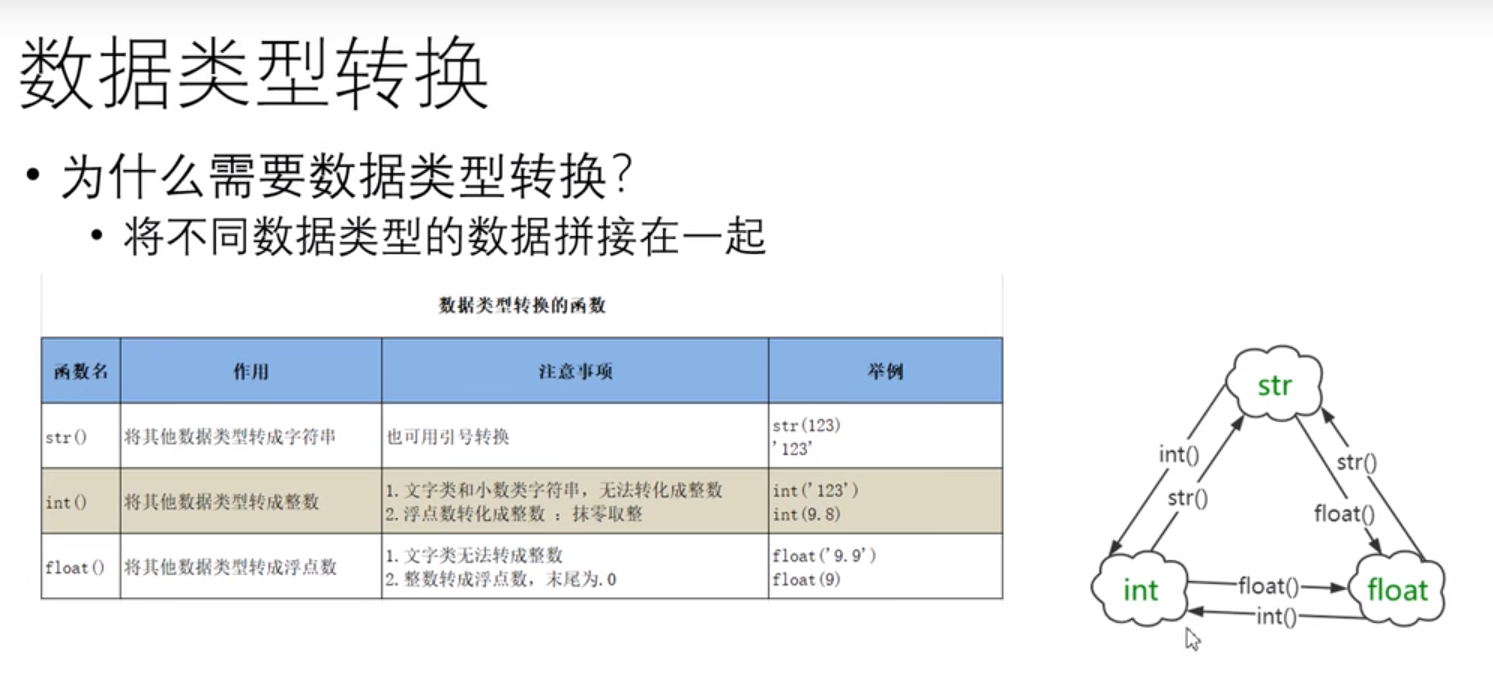 数据类型转换
• 为什么需要数据类型转换?
• 将不同数据类型的数据拼接在一起
数据类型转换的函数
函数名 作用 注意事项 举例
str() 将其他数据类型转成字符串 也可用引号转换 str(123)
'123'
int() 将其他数据类型转成整数 1.文字类和小数类字符串，无法转化成整数 int('123')
2.浮点数转化成整数：抹零取整 int(9.8)
float() 将其他数据类型转成浮点数 1.文字类无法转成整数 float('9.9')
2.整数转成浮点数，末尾为.0 float(9)
str
int()
str()
str()
float()
int
float()
int()
float